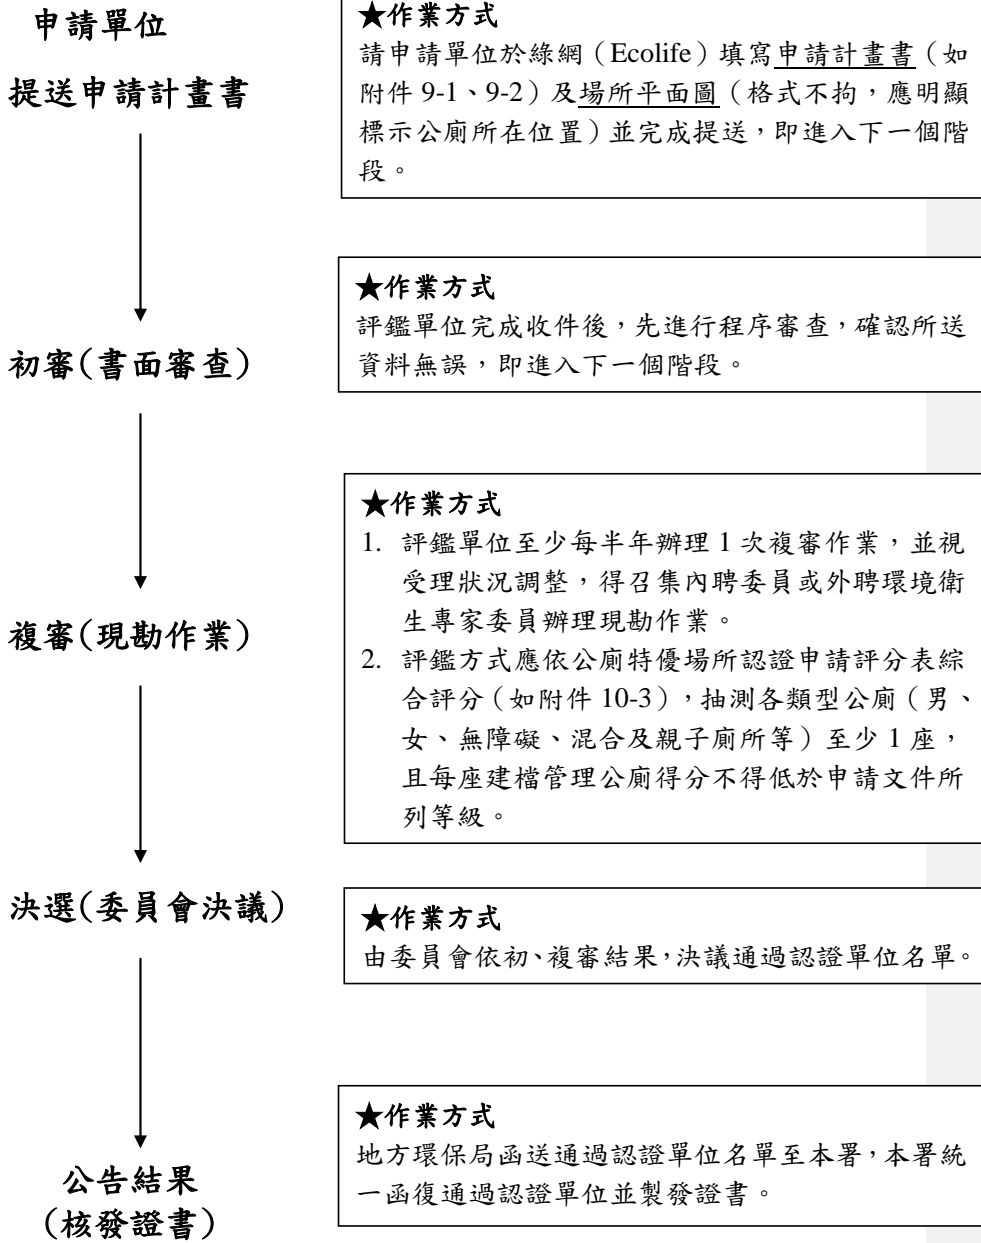 申請單位
提送申請計畫書
★作業方式
請申請單位於綠網（Ecolife）填寫申請計畫書（如
附件 9-1、9-2）及場所平面圖（格式不拘，應明顯
標示公廁所在位置）並完成提送，即進入下一個階
段。
初審(書面審查)
★作業方式
評鑑單位完成收件後，先進行程序審查，確認所送
資料無誤，即進入下一個階段。
複審(現勘作業)
★作業方式
1. 評鑑單位至少每半年辦理 1 次複審作業，並視
受理狀況調整，得召集內聘委員或外聘環境衛
生專家委員辦理現勘作業。
2. 評鑑方式應依公廁特優場所認證申請評分表綜
合評分（如附件 10-3），抽測各類型公廁（男、
女、無障礙、混合及親子廁所等）至少 1 座，
且每座建檔管理公廁得分不得低於申請文件所
列等級。
決選(委員會決議)
★作業方式
由委員會依初、複審結果，決議通過認證單位名單。
公告結果
(核發證書)
★作業方式
地方環保局函送通過認證單位名單至本署，本署統
一函復通過認證單位並製發證書。